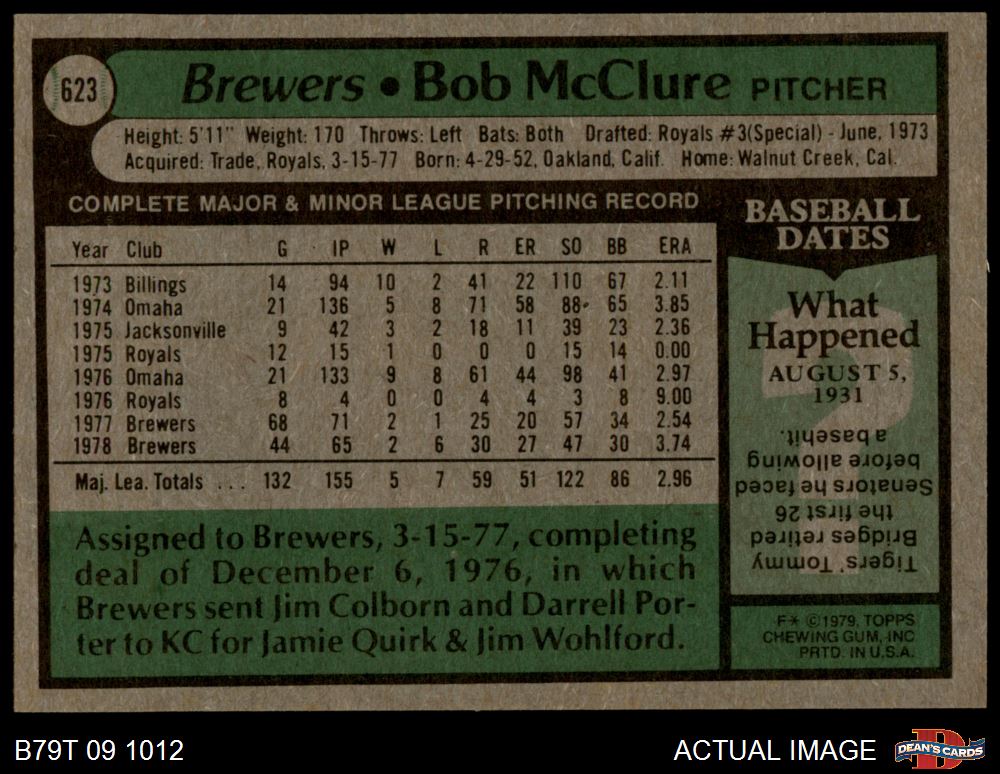 623
Brewers • Bob McClure PITCHER
Height: 5'11" Weight: 170 Throws: Left Bats: Both Drafted: Royals #3(Special) - June, 1973
Acquired: Trade, Royals, 3-15-77 Born: 4-29-52, Oakland, Calif. Home: Walnut Creek, Cal.
COMPLETE MAJOR & MINOR LEAGUE PITCHING RECORD
Year Club G IP W L R ER SO BB ERA
1973 Billings 14 94 10 2 41 22 110 67 2.11
1974 Omaha 21 136 5 8 71 58 88 65 3.85
1975 Jacksonville 9 42 3 2 18 11 39 23 2.36
1975 Royals 12 15 1 0 0 0 15 14 0.00
1976 Omaha 21 133 9 8 61 44 98 41 2.97
1976 Royals 8 4 0 0 4 4 3 8 9.00
1977 Brewers 68 71 2 1 25 20 57 34 2.54
1978 Brewers 44 65 2 6 30 27 47 30 3.74
Maj. Lea. Totals ... 132 155 5 7 59 51 122 86 2.96
Assigned to Brewers, 3-15-77, completing
deal of December 6, 1976, in which
Brewers sent Jim Colborn and Darrell Por-
ter to KC for Jamie Quirk & Jim Wohlford.
BASEBALL
DATES
What
Happened
AUGUST 5,
1931
?
Tigers' Tommy
Bridges retired
the first 26
Senators he faced
before allowing
a basehit.
F* ©1979, TOPPS
CHEWING GUM, INC
PRTD. IN U.S.A.
B79T 09 1012
ACTUAL IMAGE
D
DEAN'S CARDS